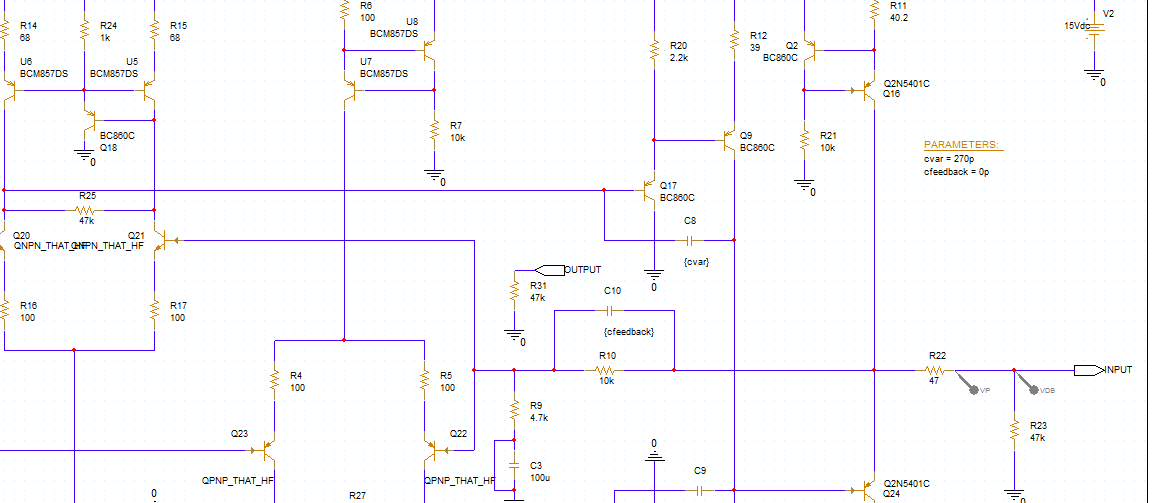 R14
68
R24
1k
R15
68
R6
100
U8
BCM857DS
R20
2.2k
R12
39
Q2
BC860C
R11
40.2
V2
15Vdc
0
U6
BCM857DS
U5
BCM857DS
U7
BCM857DS
Q2N5401C
Q16
BC860C
Q18
0
R7
10k
0
Q9
BC860C
R21
10k
0
PARAMETERS:
cvar = 270p
cfeedback = 0p
R25
47k
Q17
BC860C
C8
{cvar}
0
Q20
QNPN_THAT_HF
Q21
QNPN_THAT_HF
OUTPUT
R31
47k
0
C10
{cfeedback}
R16
100
R17
100
R10
10k
R22
47
INPUT
VP
VDB
R4
100
R5
100
R9
4.7k
R23
47k
0
Q23
QPNP_THAT_HF
Q22
QPNP_THAT_HF
C3
100u
0
C9
Q2N5401C
Q24
0
R27